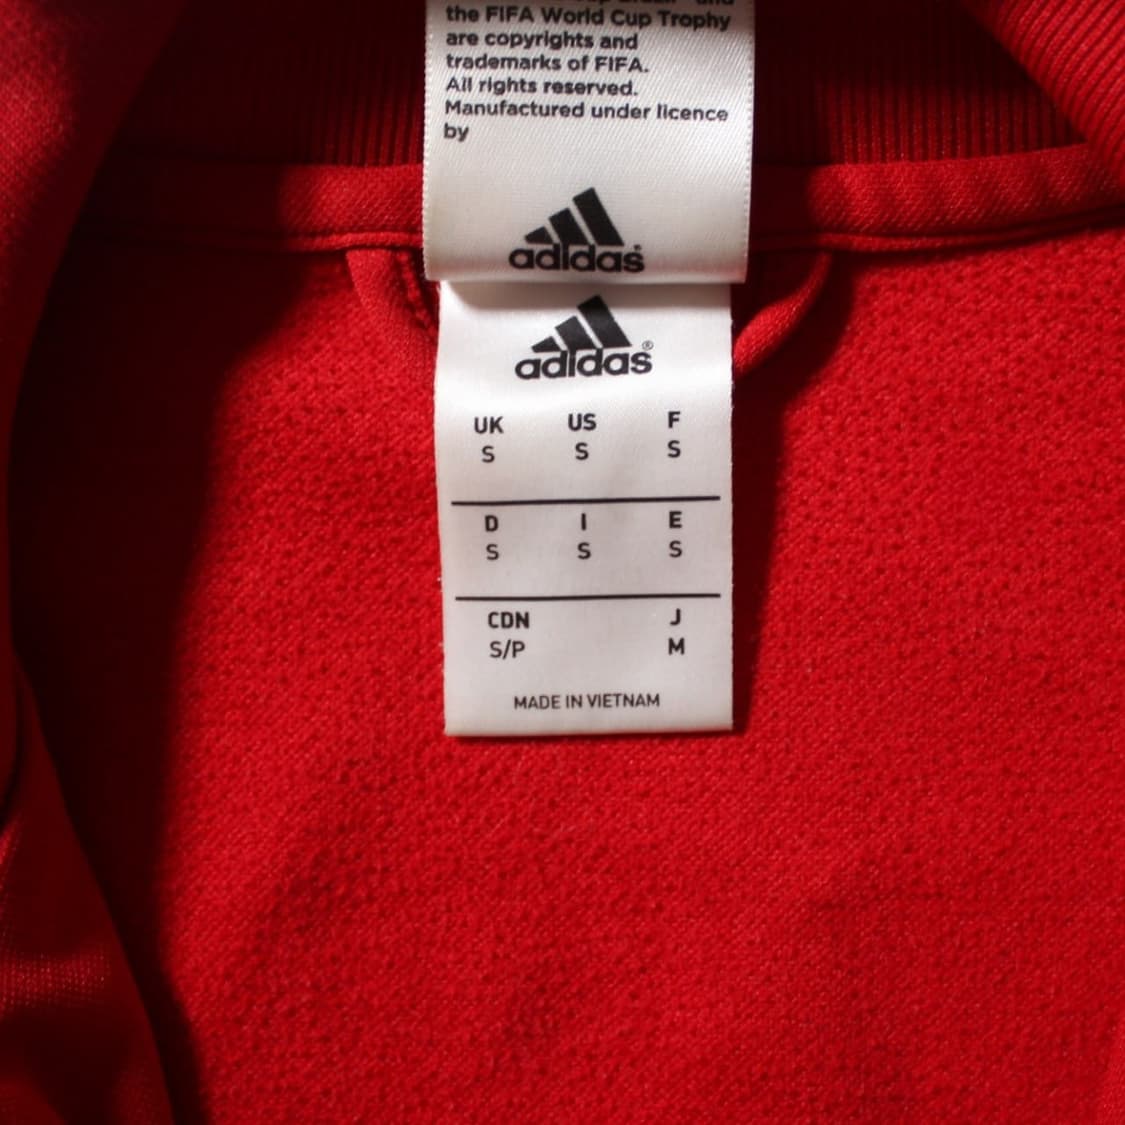 the FIFA World Cup Trophy
are copyrights and
trademarks of FIFA.
All rights reserved.
Manufactured under licence
by
adidas
adidas®
UK US F
S S S
D I E
S S S
CDN J
S/P M
MADE IN VIETNAM